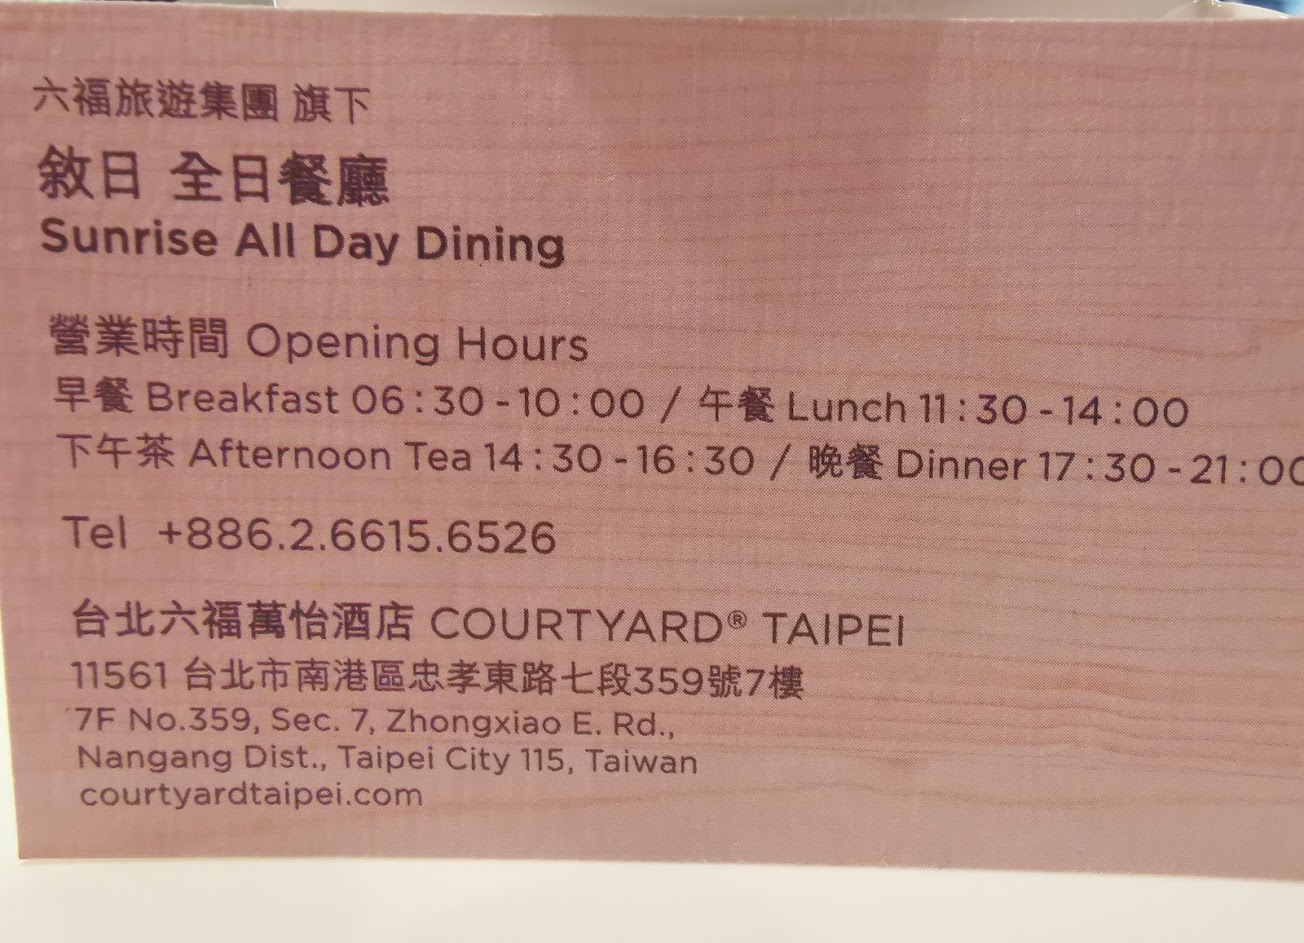 六福旅遊集團 旗下
敘日 全日餐廳
Sunrise All Day Dining
營業時間 Opening Hours
早餐 Breakfast 06:30-10:00 / 午餐 Lunch 11:30-14:00
下午茶 Afternoon Tea 14:30-16:30 / 晚餐 Dinner 17:30-21:00
Tel +886.2.6615.6526
台北六福萬怡酒店 COURTYARD® TAIPEI
11561 台北市南港區忠孝東路七段359號7樓
7F No.359, Sec. 7, Zhongxiao E. Rd.,
Nangang Dist., Taipei City 115, Taiwan
courtyardtaipei.com